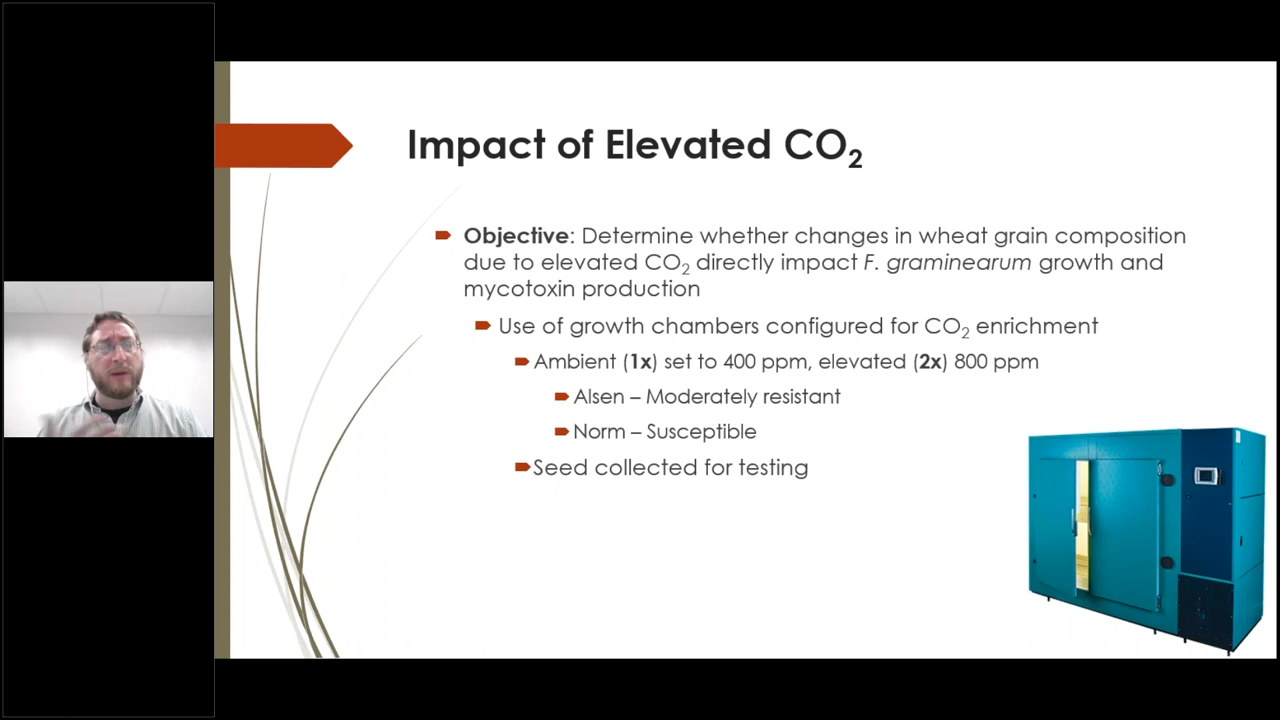 Impact of Elevated CO₂
Objective: Determine whether changes in wheat grain composition
due to elevated CO₂ directly impact F. graminearum growth and
mycotoxin production
Use of growth chambers configured for CO₂ enrichment
Ambient (1x) set to 400 ppm, elevated (2x) 800 ppm
Alsen – Moderately resistant
Norm – Susceptible
Seed collected for testing